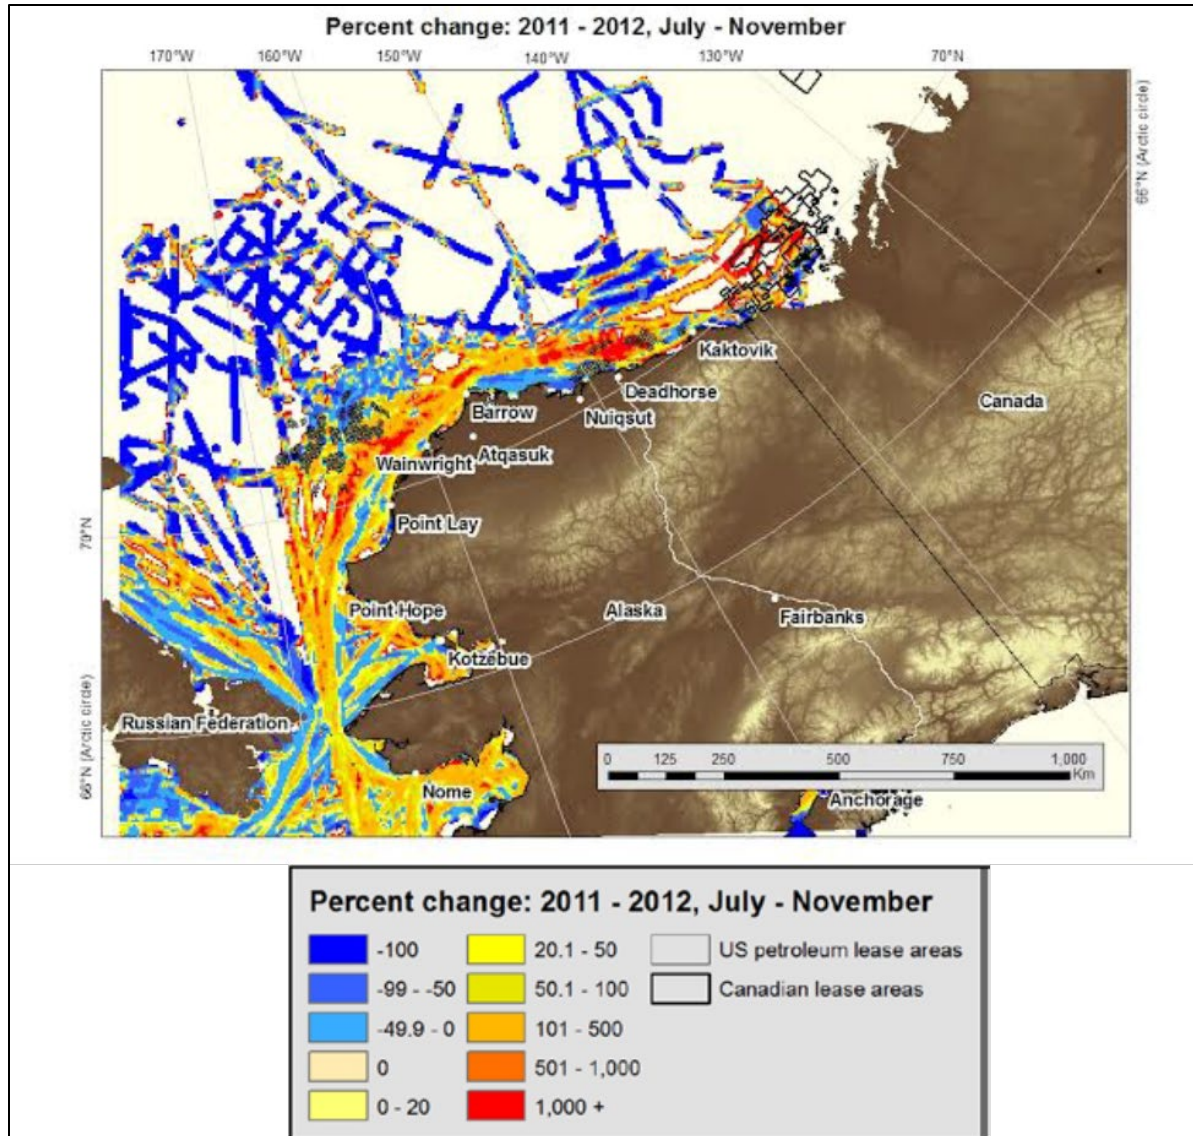 Percent change: 2011 - 2012, July - November
170°W 160°W 150°W 140°W 130°W 70°N
66°N (Arctic circle)
Kaktovik
Deadhorse
Canada
Barrow
Nuiqsut
Atqasuk
Wainwright
70°N
Point Lay
Point Hope
Alaska
Fairbanks
Kotzebue
Russian Federation
66°N (Arctic circle)
0 125 250 500 750 1,000
Km
Nome
Anchorage
Percent change: 2011 - 2012, July - November
-100 20.1 - 50 US petroleum lease areas
-99 - -50 50.1 - 100 Canadian lease areas
-49.9 - 0 101 - 500
0 501 - 1,000
0 - 20 1,000 +